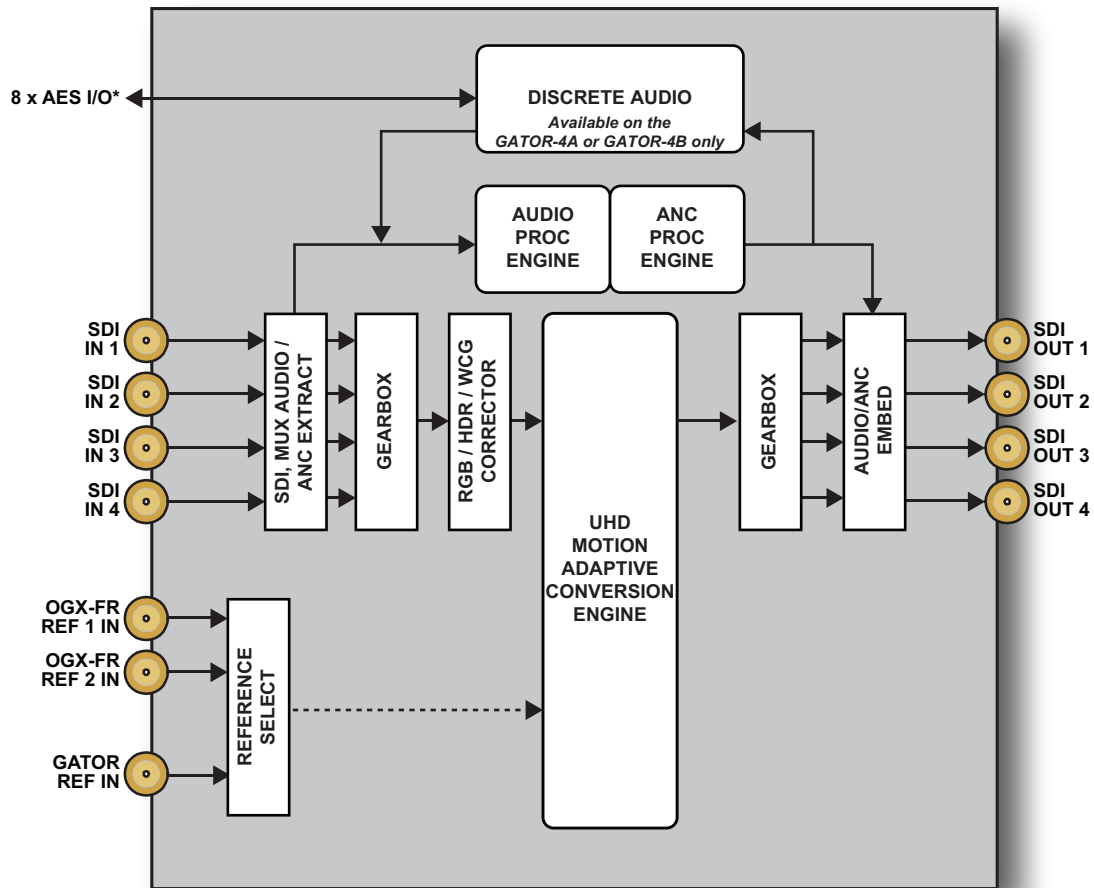 8 x AES I/O*
DISCRETE AUDIO
Available on the
GATOR-4A or GATOR-4B only
AUDIO
PROC
ENGINE
ANC
PROC
ENGINE
SDI
IN 1
SDI
IN 2
SDI
IN 3
SDI
IN 4
SDI, MUX AUDIO /
ANC EXTRACT
GEARBOX
RGB / HDR / WCG
CORRECTOR
UHD
MOTION
ADAPTIVE
CONVERSION
ENGINE
GEARBOX
AUDIO/ANC
EMBED
SDI
OUT 1
SDI
OUT 2
SDI
OUT 3
SDI
OUT 4
OGX-FR
REF 1 IN
OGX-FR
REF 2 IN
GATOR
REF IN
REFERENCE
SELECT